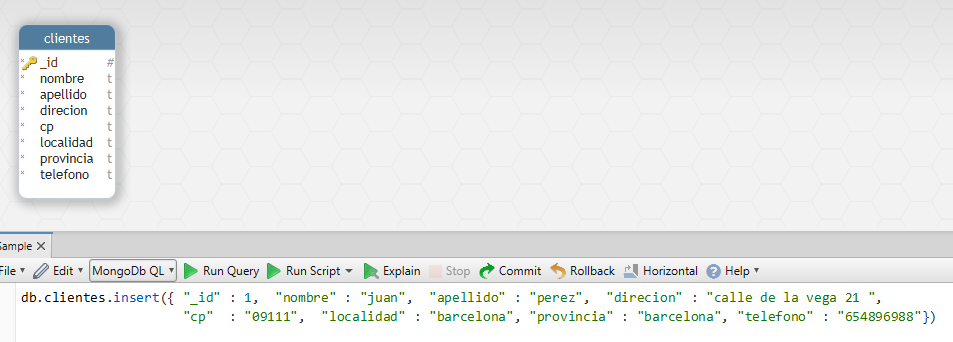 clientes
* _id #
* nombre t
* apellido t
* direcion t
* cp t
* localidad t
* provincia t
* telefono t
Sample ×
File Edit MongoDb QL Run Query Run Script Explain Stop Commit Rollback Horizontal Help
db.clientes.insert({ "_id" : 1, "nombre" : "juan", "apellido" : "perez", "direcion" : "calle de la vega 21 ",
"cp" : "09111", "localidad" : "barcelona", "provincia" : "barcelona", "telefono" : "654896988"})